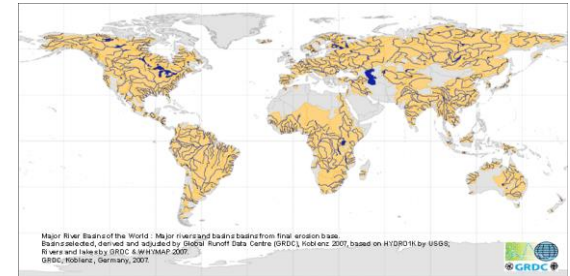 Major River Basins of the World : Major rivers and basins basins from final erosion base.
Basins selected, derived and adjusted by Global Runoff Data Centre (GRDC), Koblenz 2007, based on HYDRO1K by USGS;
Rivers and lakes by GRDC & WHYMAP 2007.
GRDC; Koblenz, Germany, 2007.
GRDC